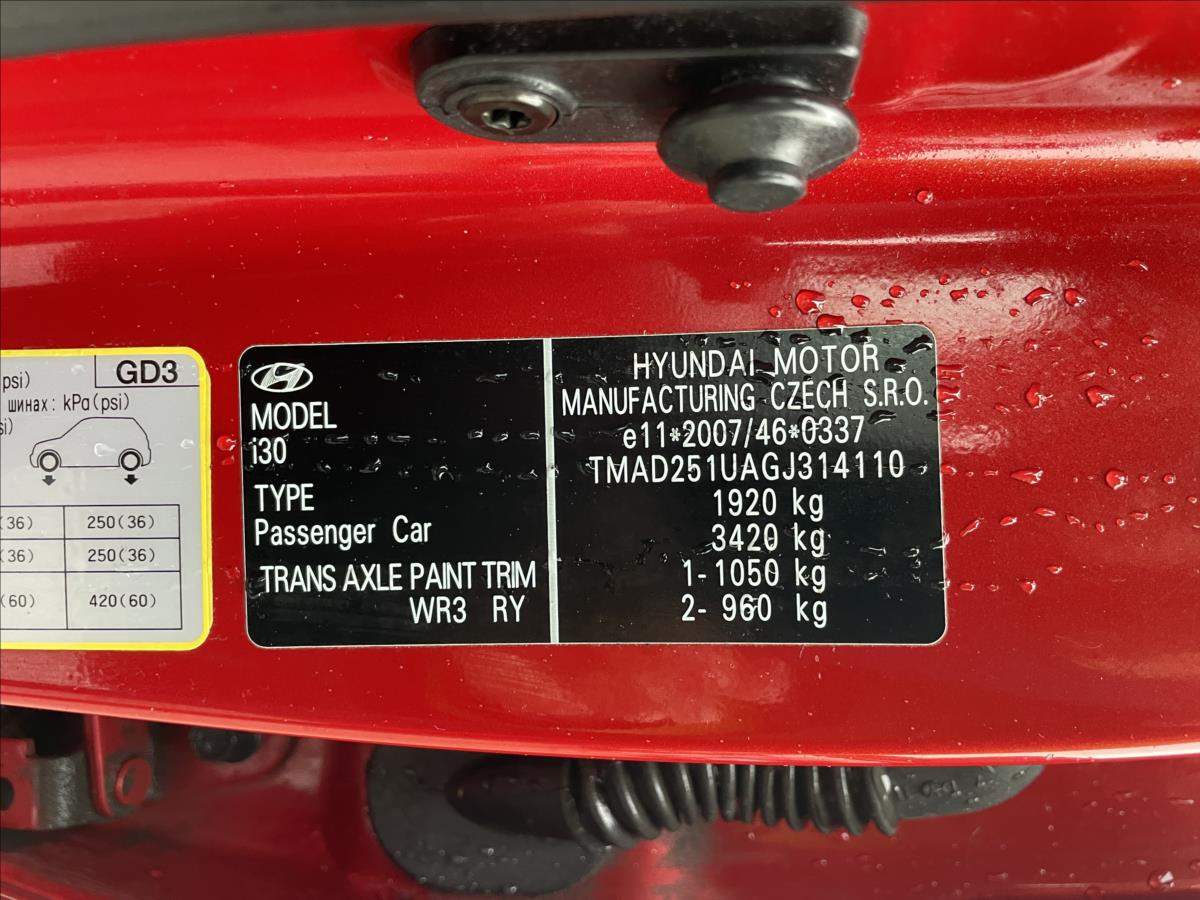 psi)
GD3
шинах: kPa(psi)
si)
(36) 250(36)
(36) 250(36)
(60) 420(60)
MODEL
i30
TYPE
Passenger Car
TRANS AXLE PAINT TRIM
WR3 RY
HYUNDAI MOTOR
MANUFACTURING CZECH S.R.O.
e11*2007/46*0337
TMAD251UAGJ314110
1920 kg
3420 kg
1-1050 kg
2- 960 kg